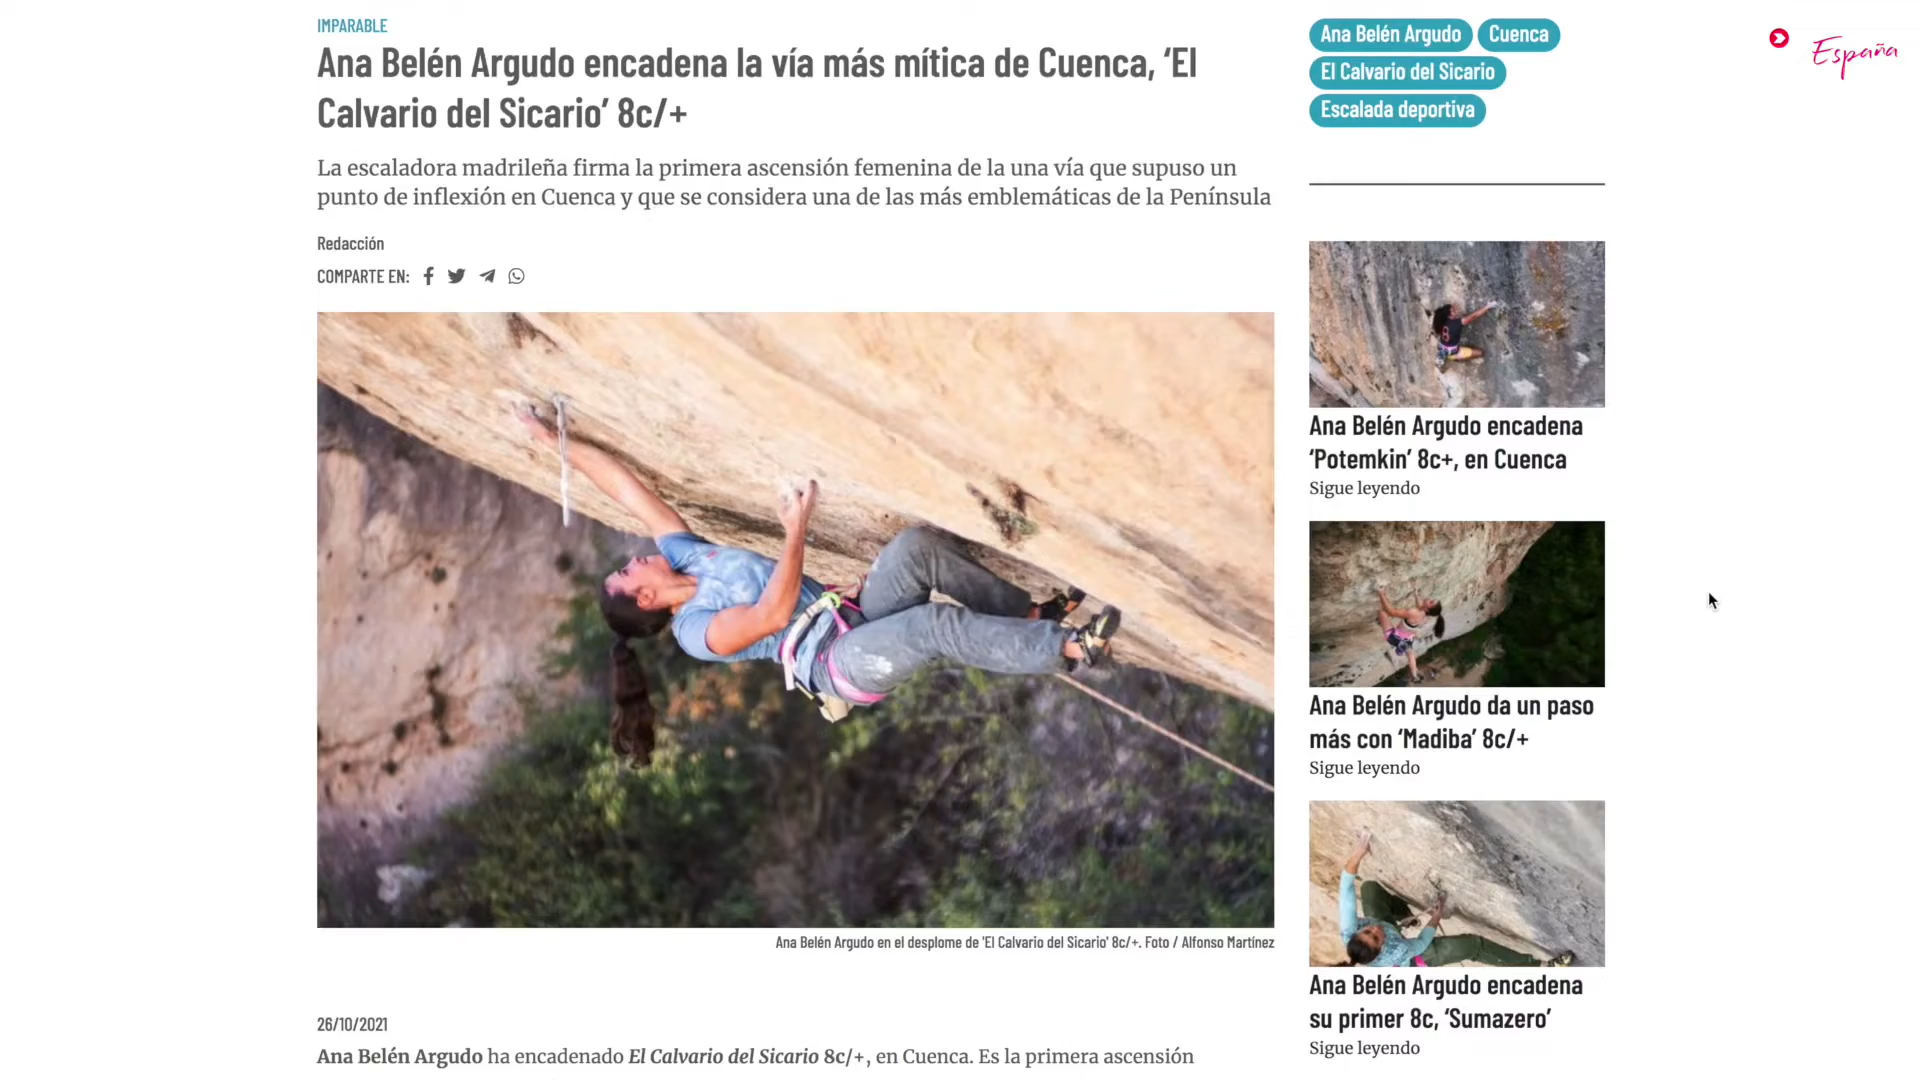 IMPARABLE
Ana Belén Argudo encadena la vía más mítica de Cuenca, ‘El
Calvario del Sicario’ 8c/+
La escaladora madrileña firma la primera ascensión femenina de la una vía que supuso un
punto de inflexión en Cuenca y que se considera una de las más emblemáticas de la Península
Redacción
COMPARTE EN:
Ana Belén Argudo en el desplome de 'El Calvario del Sicario' 8c/+. Foto / Alfonso Martínez
26/10/2021
Ana Belén Argudo ha encadenado El Calvario del Sicario 8c/+, en Cuenca. Es la primera ascensión
Ana Belén Argudo
Cuenca
El Calvario del Sicario
Escalada deportiva
Ana Belén Argudo encadena
‘Potemkin’ 8c+, en Cuenca
Sigue leyendo
Ana Belén Argudo da un paso
más con ‘Madiba’ 8c/+
Sigue leyendo
Ana Belén Argudo encadena
su primer 8c, ‘Sumazero’
Sigue leyendo
España